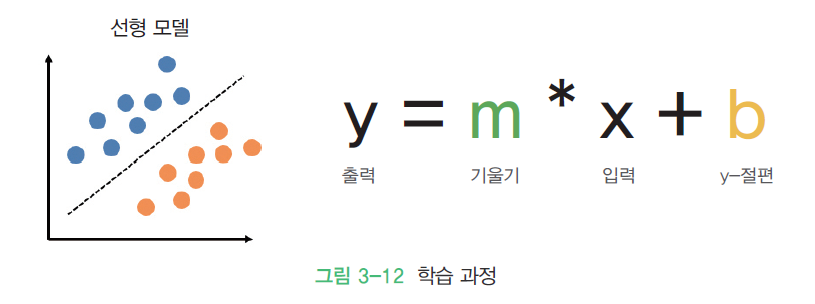 선형 모델
y = m * x + b
출력 기울기 입력 y-절편
그림 3-12 학습 과정